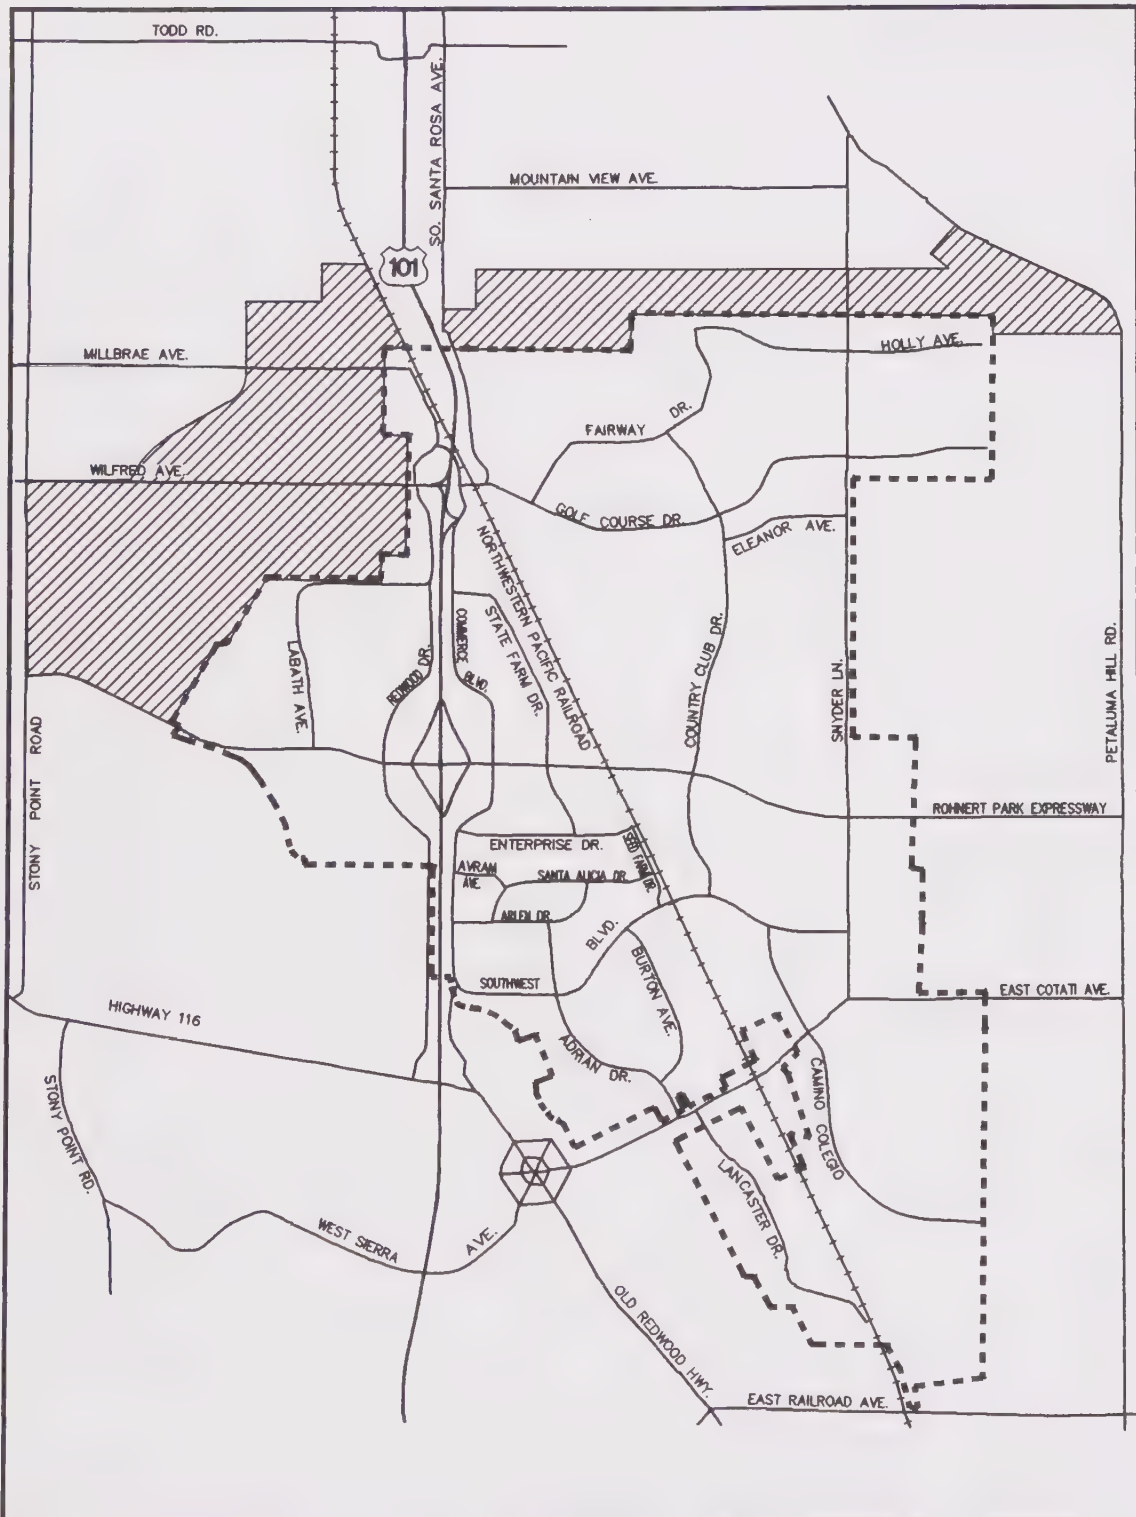 TODD RD.
SO. SANTA ROSA AVE.
MOUNTAIN VIEW AVE.
101
MILLBRAE AVE.
HOLLY AVE.
DR.
FAIRWAY
WILFRED AVE.
GOLF COURSE DR.
ELEANOR AVE.
NORTHWESTERN PACIFIC RAILROAD
STATE FARM DR.
COMMERCE
BLVD.
REDWOOD DR.
LABATH AVE.
COUNTRY CLUB DR.
SNYDER LN.
PETALUMA HILL RD.
STONY POINT ROAD
ROHNERT PARK EXPRESSWAY
ENTERPRISE DR.
SEED FARM DR.
AVRAM
AVE.
SANTA ALICIA DR.
ARLEN DR.
BLVD.
SOUTHWEST
BURTON AVE.
EAST COTATI AVE.
HIGHWAY 116
ADRIAN DR.
CAMINO COLEGIO
STONY POINT RD.
LANCASTER DR.
WEST SIERRA
AVE.
OLD REDWOOD HWY.
EAST RAILROAD AVE.